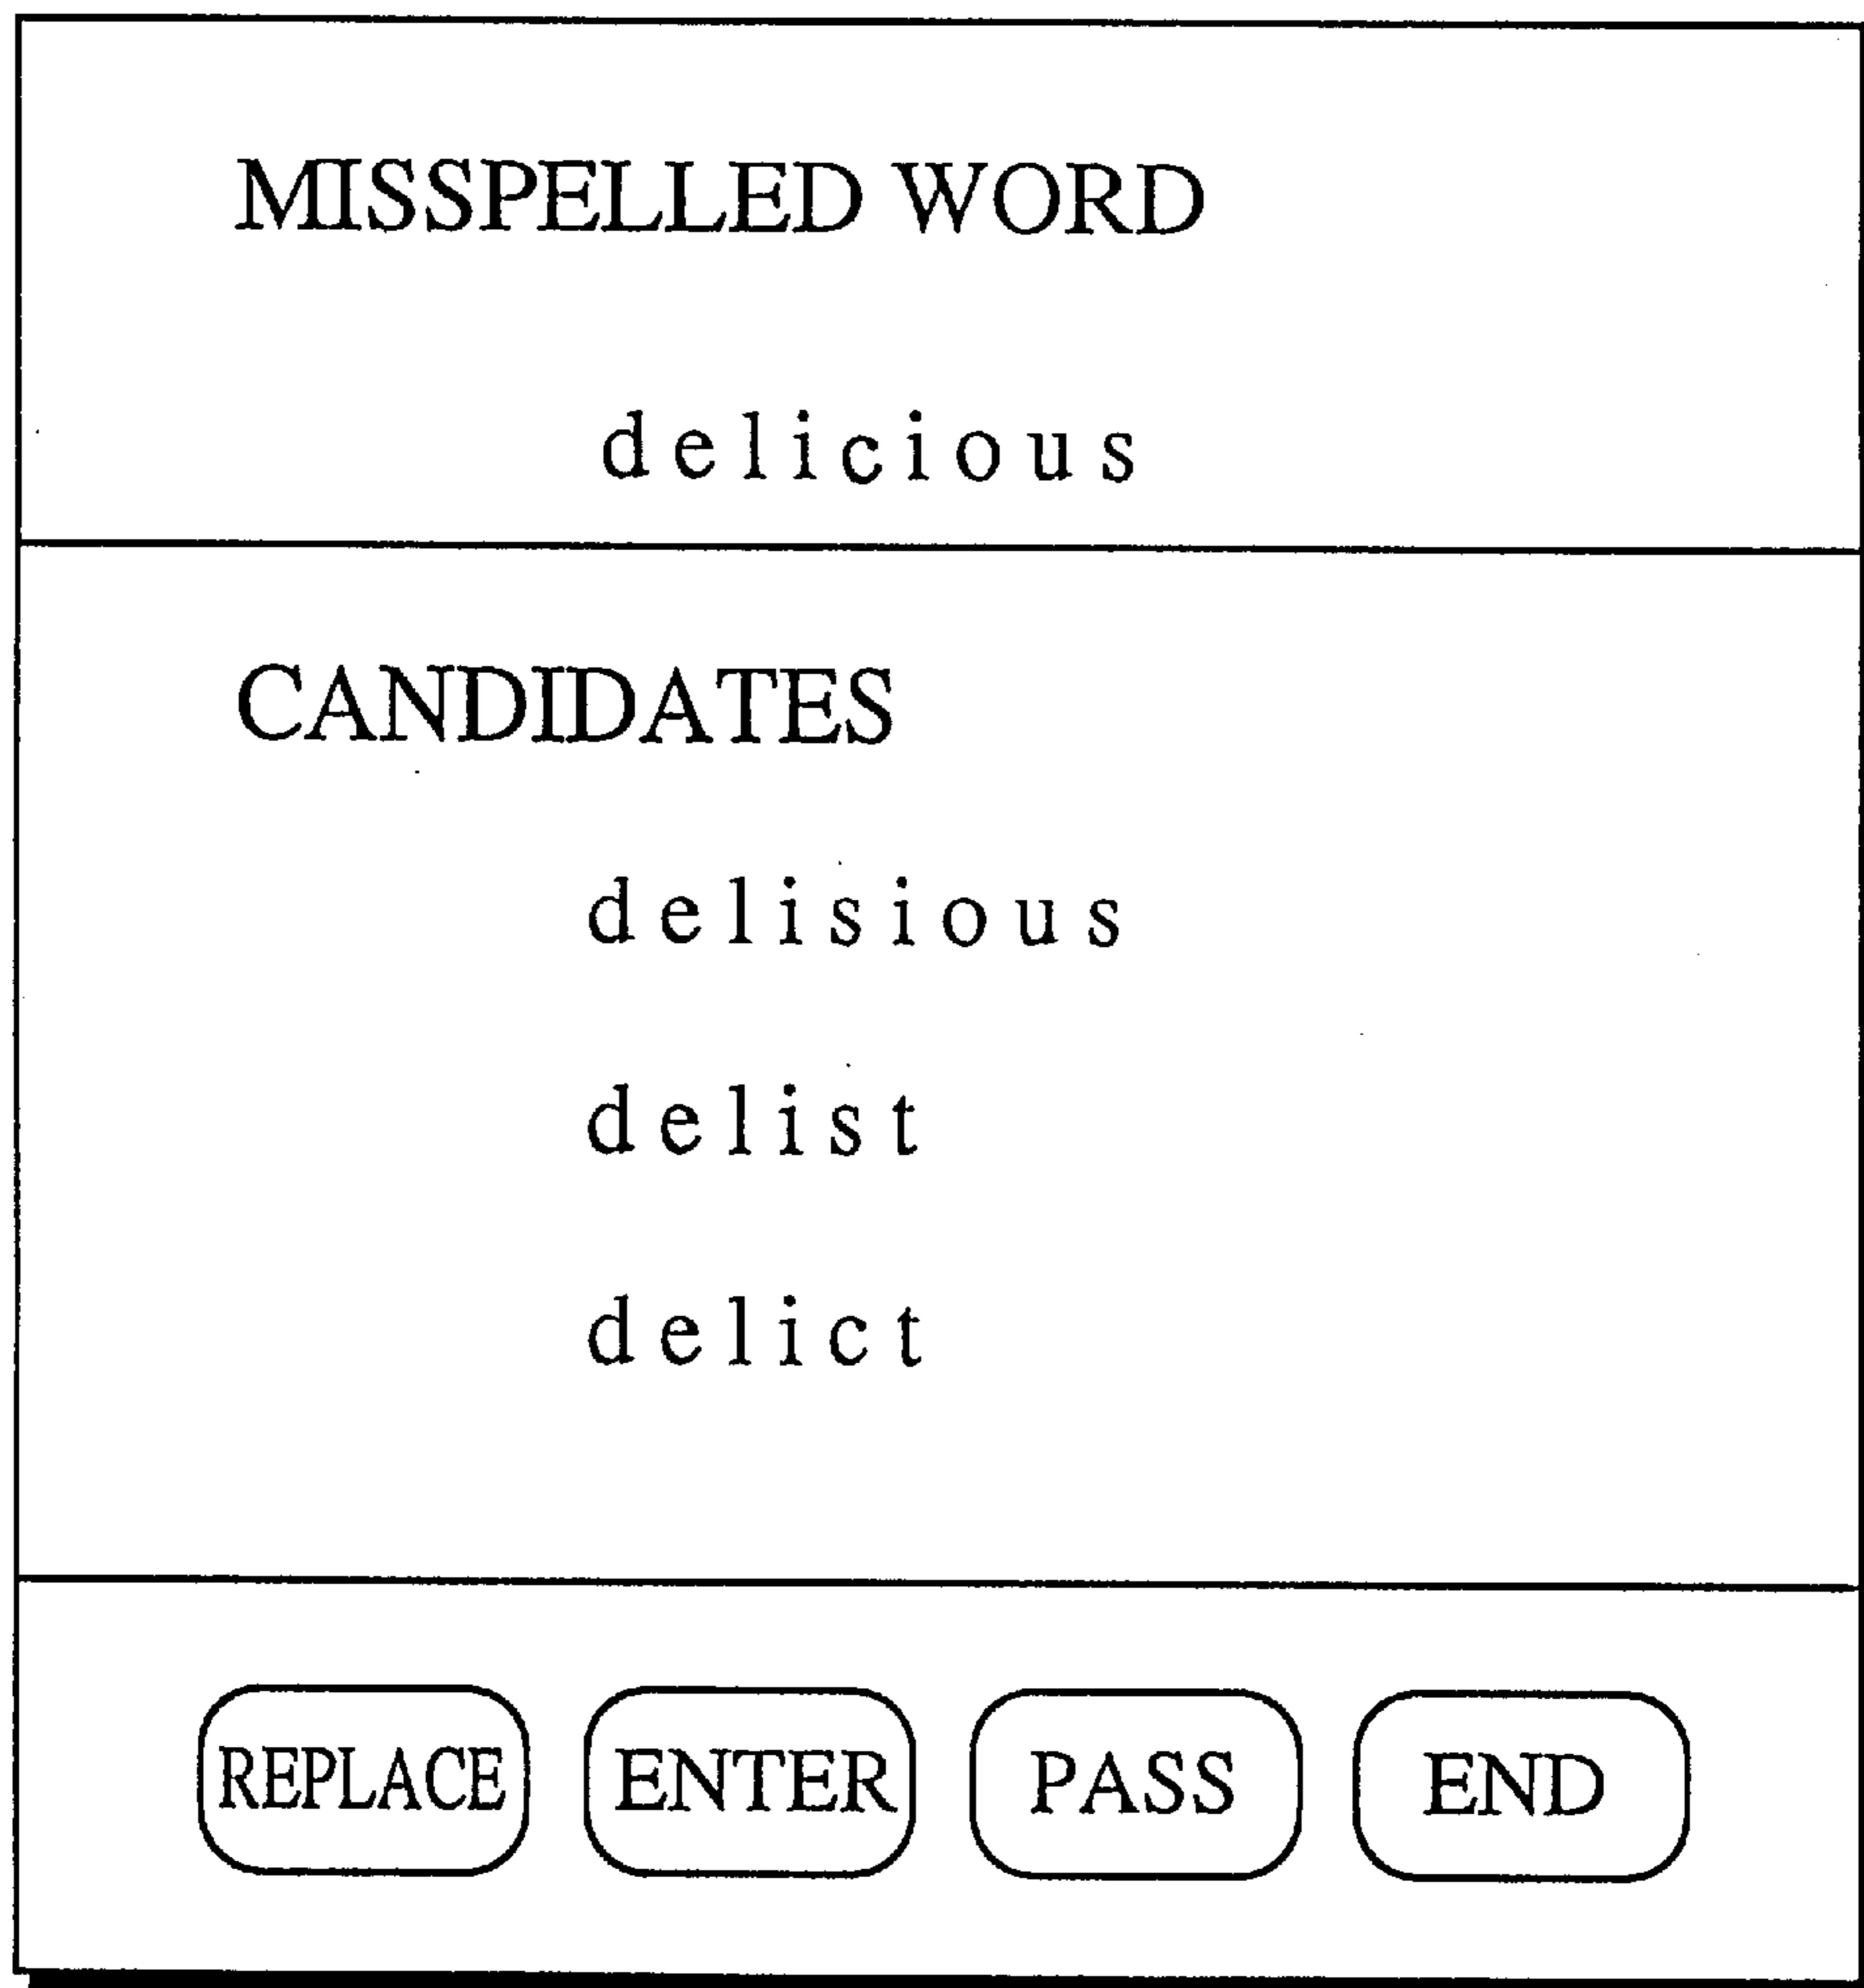 MISSPELLED WORD
delicious
CANDIDATES
delisious
delist
delict
REPLACE ENTER PASS END